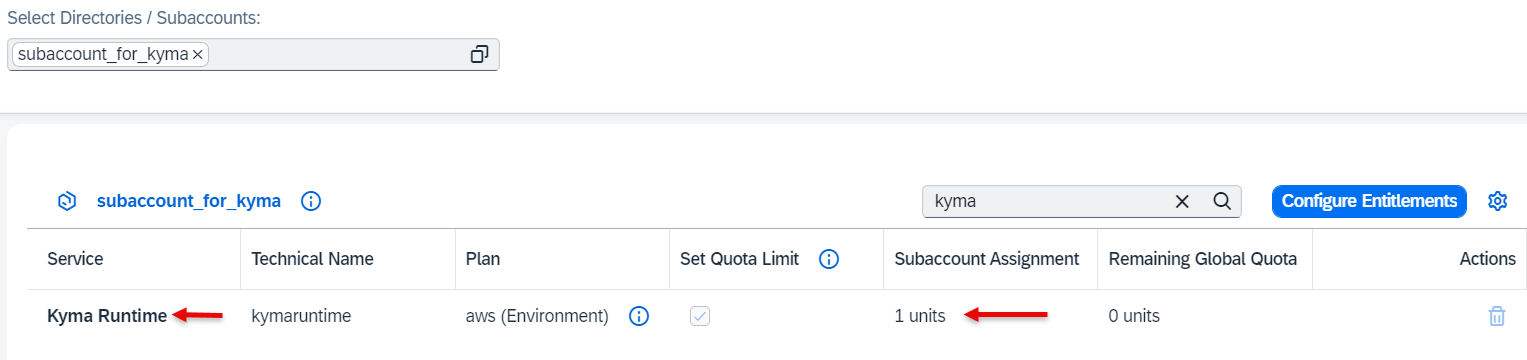 Select Directories / Subaccounts:
subaccount_for_kyma ×
subaccount_for_kyma
kyma
Configure Entitlements
Service Technical Name Plan Set Quota Limit Subaccount Assignment Remaining Global Quota Actions
Kyma Runtime kymaruntime aws (Environment) 1 units 0 units